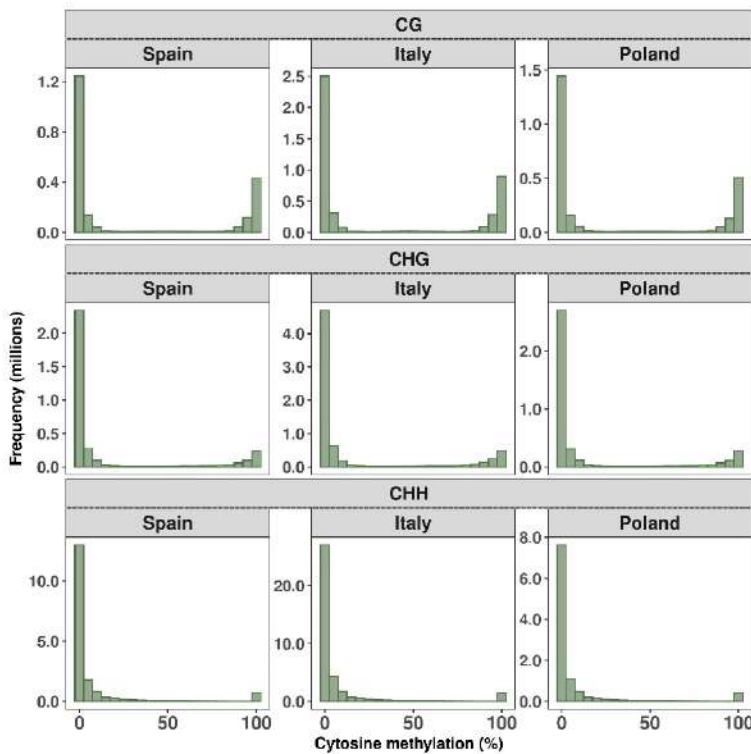 CG
Spain Italy Poland
1.2 2.5 1.5
0.8 2.0 1.0
0.4 1.5 0.5
0.0 1.0 0.0
0.5
0.0
CHG
Spain Italy Poland
2.0 4.0 2.0
1.5 3.0 1.0
1.0 2.0 0.0
0.5 1.0
0.0 0.0
CHH
Spain Italy Poland
10.0 20.0 8.0
5.0 10.0 6.0
0.0 0.0 4.0
2.0
0.0
0 50 100 0 50 100 0 50 100
Frequency (millions)
Cytosine methylation (%)